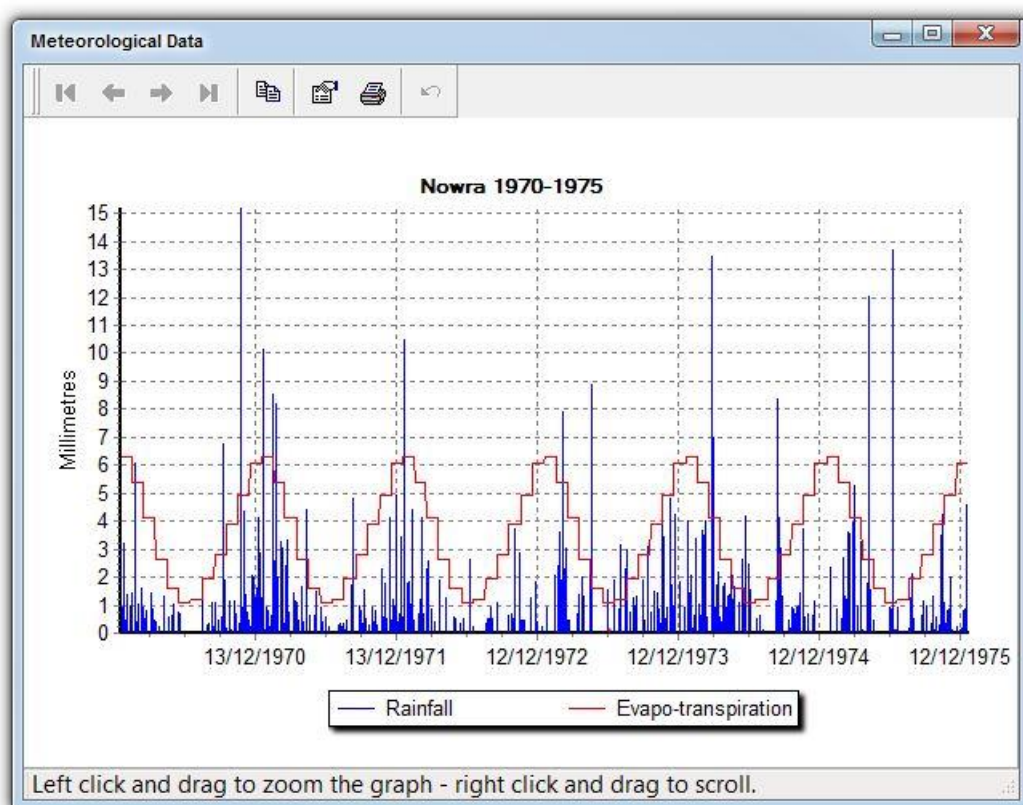 Meteorological Data
Nowra 1970-1975
15
14
13
12
11
10
9
8
7
6
5
4
3
2
1
0
Millimetres
13/12/1970 13/12/1971 12/12/1972 12/12/1973 12/12/1974 12/12/1975
Rainfall Evapo-transpiration
Left click and drag to zoom the graph - right click and drag to scroll.